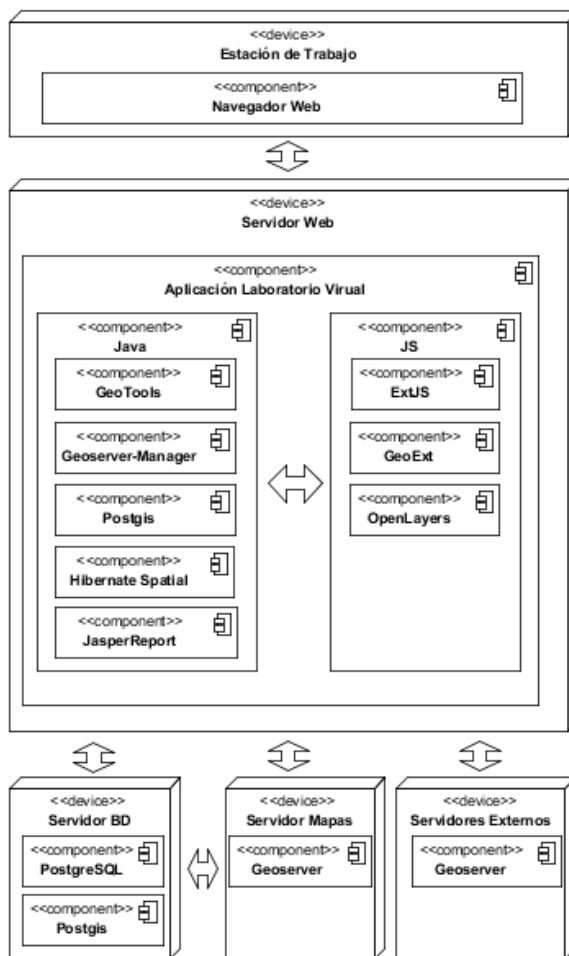 <<device>>
Estación de Trabajo
<<component>>
Navegador Web
<<device>>
Servidor Web
<<component>>
Aplicación Laboratorio Virual
<<component>>
Java
<<component>>
GeoTools
<<component>>
Geoserver-Manager
<<component>>
Postgis
<<component>>
Hibernate Spatial
<<component>>
JasperReport
<<component>>
JS
<<component>>
ExtJS
<<component>>
GeoExt
<<component>>
OpenLayers
<<device>>
Servidor BD
<<component>>
PostgreSQL
<<component>>
Postgis
<<device>>
Servidor Mapas
<<component>>
Geoserver
<<device>>
Servidores Externos
<<component>>
Geoserver